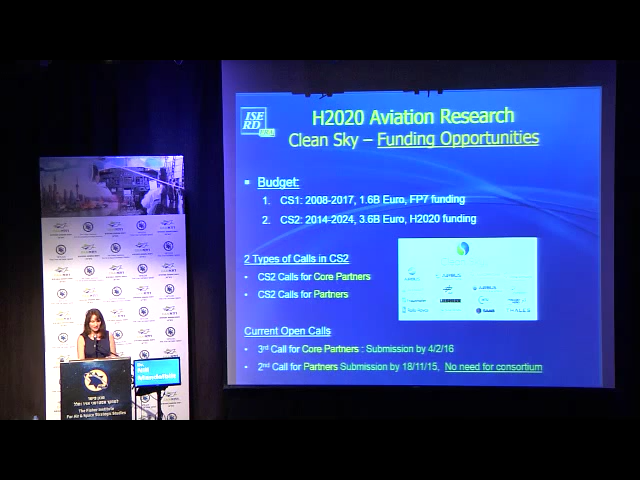 ISE
RD
H2020 Aviation Research
Clean Sky – Funding Opportunities
Budget:
1. CS1: 2008-2017, 1.6B Euro, FP7 funding
2. CS2: 2014-2024, 3.6B Euro, H2020 funding
2 Types of Calls in CS2
CS2 Calls for Core Partners
CS2 Calls for Partners
THALES
Current Open Calls
3rd Call for Core Partners : Submission by 4/2/16
2nd Call for Partners Submission by 18/11/15, No need for consortium
The Fisher Institute
For Air & Space Strategic Studies